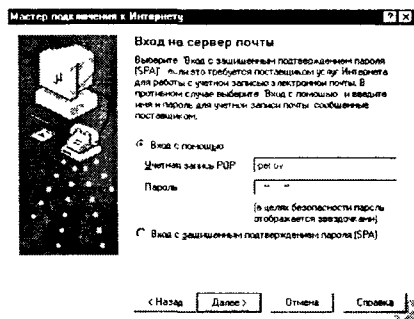 Мастер подключения к Интернету
Вход на сервер почты
Выберите "Вход с защищенным подтверждением пароля
(SPA)", если это требуется поставщиком услуг Интернета
для работы с учетной записью электронной почты. В
противном случае выберите "Вход с помощью" и введите
имя и пароль для учетной записи почты, сообщенные
поставщиком.
Вход с помощью
Учетная запись POP
Пароль
(в целях безопасности пароль
отображается звездочками)
Вход с защищенным подтверждением пароля (SPA)
< Назад Далее > Отмена Справка